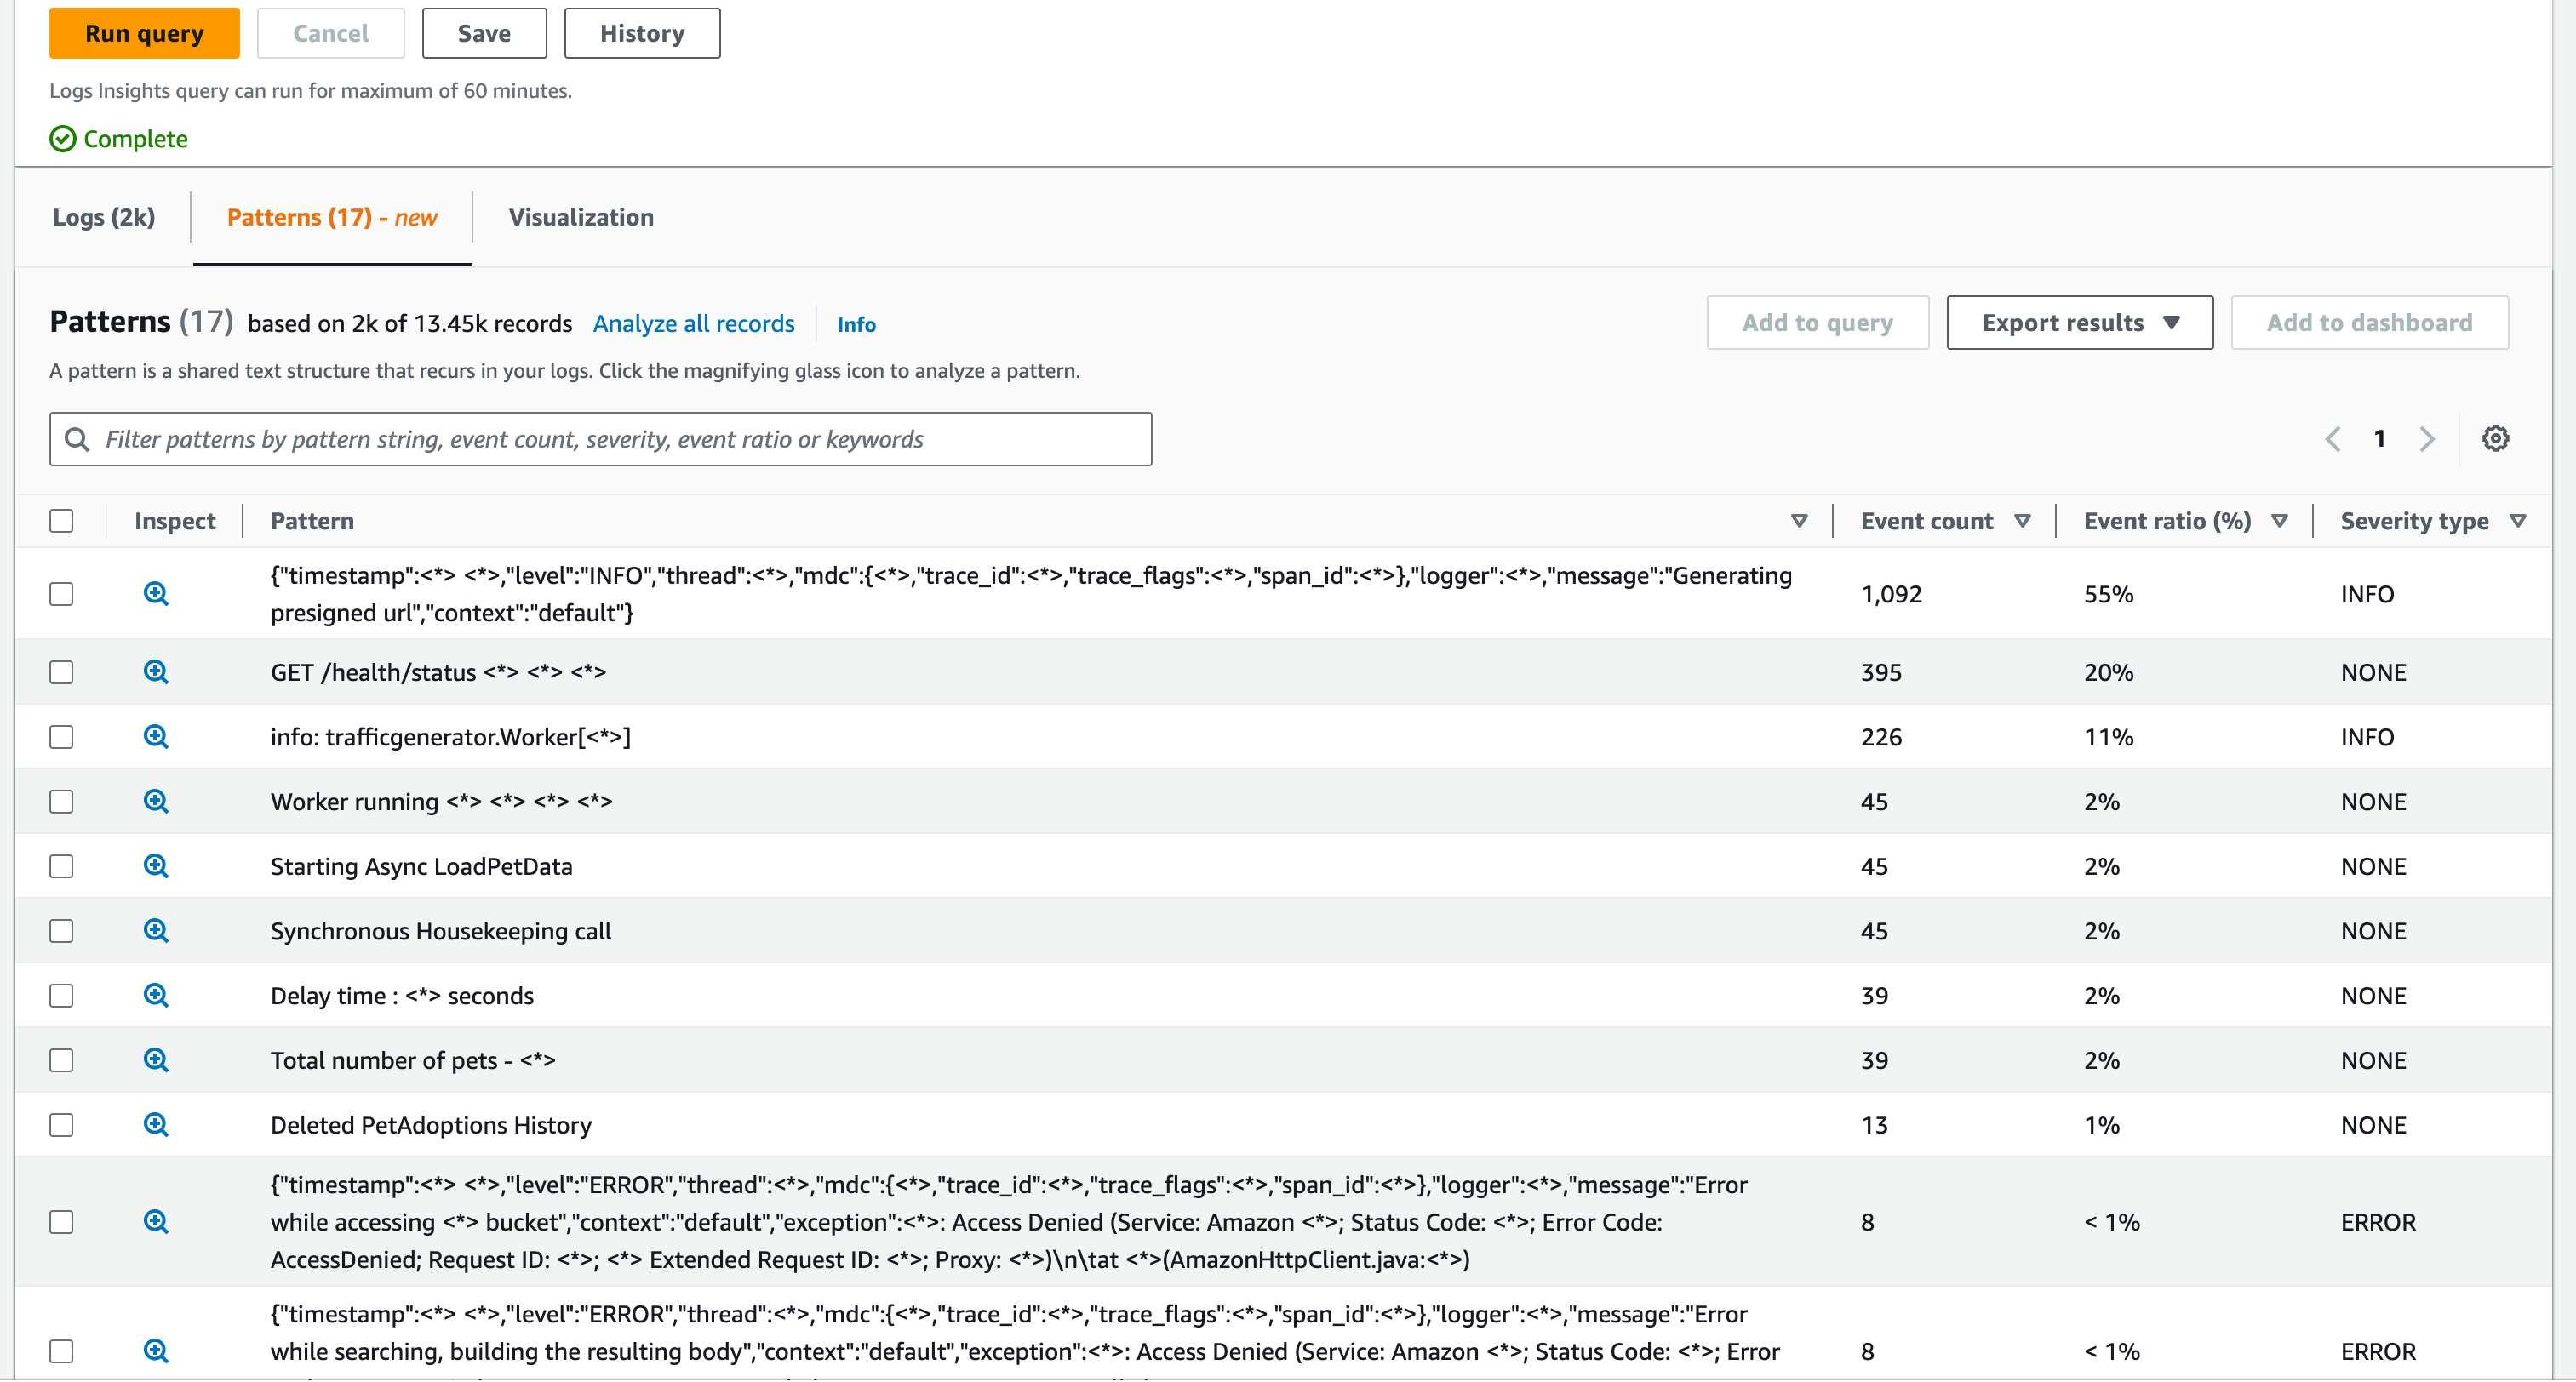 Run query Cancel Save History
Logs Insights query can run for maximum of 60 minutes.
Complete
Logs (2k) Patterns (17) - new Visualization
Patterns (17) based on 2k of 13.45k records Analyze all records Info Add to query Export results Add to dashboard
A pattern is a shared text structure that recurs in your logs. Click the magnifying glass icon to analyze a pattern.
Filter patterns by pattern string, event count, severity, event ratio or keywords 1
Inspect Pattern Event count Event ratio (%) Severity type
{"timestamp":<*> <*>,"level":"INFO","thread":<*>,"mdc":{<*>,"trace_id":<*>,"trace_flags":<*>,"span_id":<*>},"logger":<*>,"message":"Generating
presigned url","context":"default"} 1,092 55% INFO
GET /health/status <*> <*> <*> 395 20% NONE
info: trafficgenerator.Worker[<*>] 226 11% INFO
Worker running <*> <*> <*> <*> 45 2% NONE
Starting Async LoadPetData 45 2% NONE
Synchronous Housekeeping call 45 2% NONE
Delay time : <*> seconds 39 2% NONE
Total number of pets - <*> 39 2% NONE
Deleted PetAdoptions History 13 1% NONE
{"timestamp":<*> <*>,"level":"ERROR","thread":<*>,"mdc":{<*>,"trace_id":<*>,"trace_flags":<*>,"span_id":<*>},"logger":<*>,"message":"Error
while accessing <*> bucket","context":"default","exception":<*>: Access Denied (Service: Amazon <*>; Status Code: <*>; Error Code: 8 < 1% ERROR
AccessDenied; Request ID: <*>; <*> Extended Request ID: <*>; Proxy: <*>)\n\tat <*>(AmazonHttpClient.java:<*>)
{"timestamp":<*> <*>,"level":"ERROR","thread":<*>,"mdc":{<*>,"trace_id":<*>,"trace_flags":<*>,"span_id":<*>},"logger":<*>,"message":"Error
while searching, building the resulting body","context":"default","exception":<*>: Access Denied (Service: Amazon <*>; Status Code: <*>; Error 8 < 1% ERROR